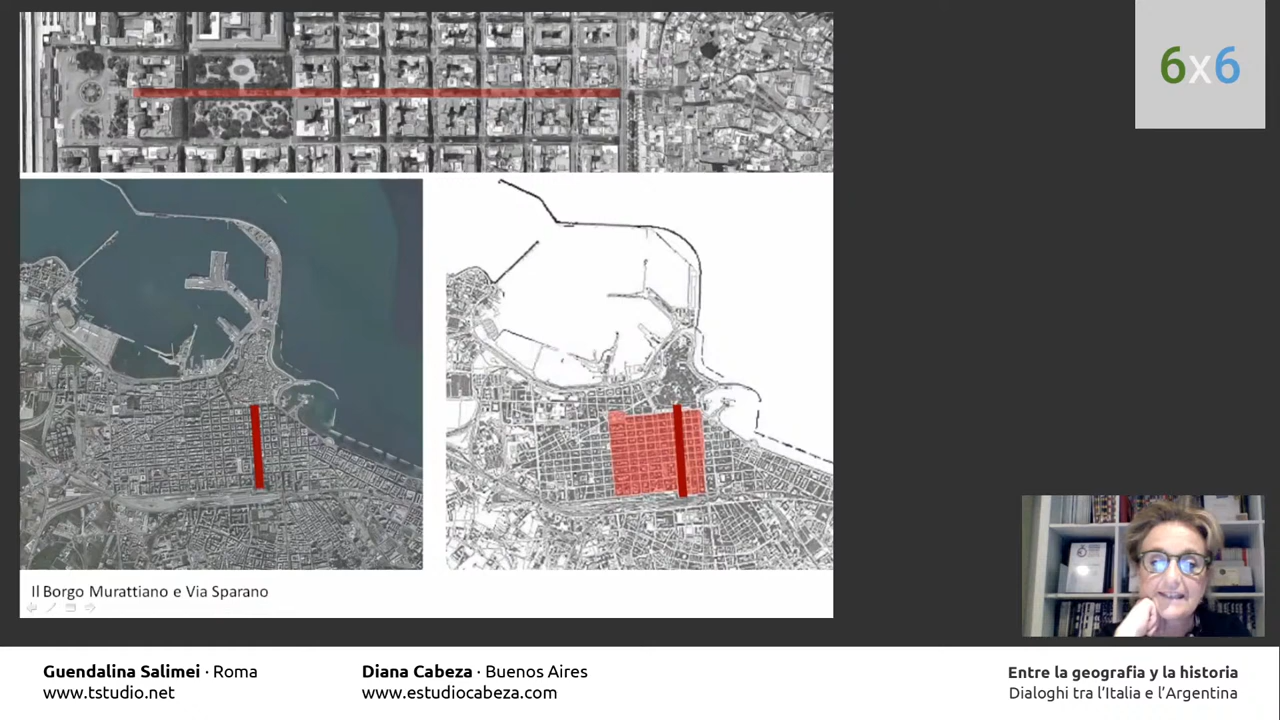 6x6
Il Borgo Murattiano e Via Sparano
Guendalina Salimei · Roma
www.tstudio.net
Diana Cabeza · Buenos Aires
www.estudiocabeza.com
Entre la geografia y la historia
Dialoghi tra l'Italia e l'Argentina